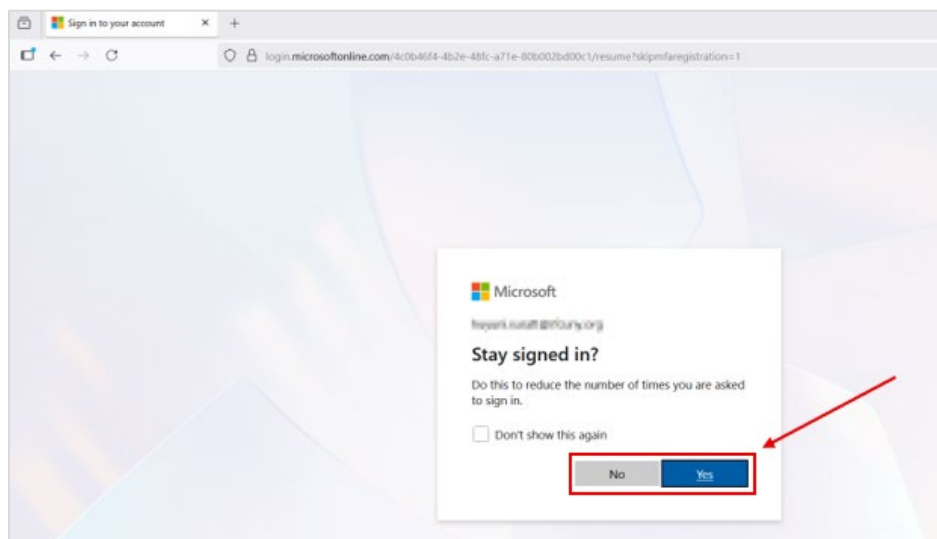 Sign in to your account
login.microsoftonline.com/4c0b46f4-4b2e-48fc-a71e-80b002bd00c1/resume?skipmfaregistration=1
Microsoft
Stay signed in?
Do this to reduce the number of times you are asked
to sign in.
Don't show this again
No Yes